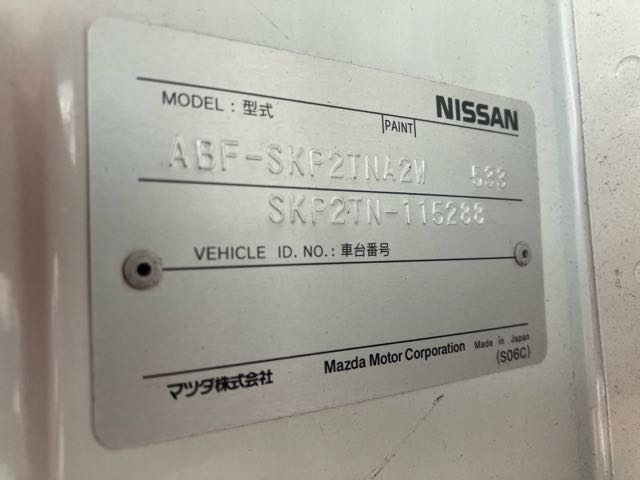 NISSAN
MODEL : 型式
PAINT
ABF-SKP2TNA2M 533
SKP2TN-115288
VEHICLE ID. NO. : 車台番号
マツダ株式会社 Mazda Motor Corporation Made in Japan
(S06C)